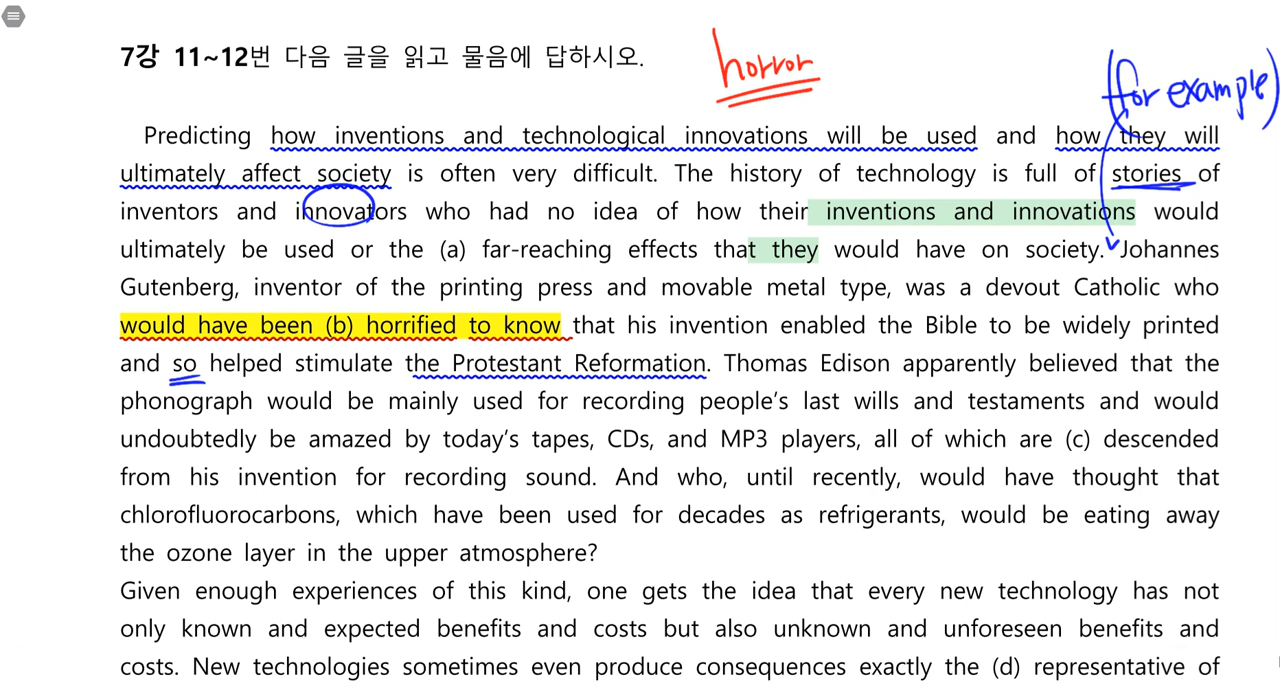 7강 11~12번 다음 글을 읽고 물음에 답하시오.
horror
(for example)
Predicting how inventions and technological innovations will be used and how they will
ultimately affect society is often very difficult. The history of technology is full of stories of
inventors and innovators who had no idea of how their inventions and innovations would
ultimately be used or the (a) far-reaching effects that they would have on society. Johannes
Gutenberg, inventor of the printing press and movable metal type, was a devout Catholic who
would have been (b) horrified to know that his invention enabled the Bible to be widely printed
and so helped stimulate the Protestant Reformation. Thomas Edison apparently believed that the
phonograph would be mainly used for recording people's last wills and testaments and would
undoubtedly be amazed by today's tapes, CDs, and MP3 players, all of which are (c) descended
from his invention for recording sound. And who, until recently, would have thought that
chlorofluorocarbons, which have been used for decades as refrigerants, would be eating away
the ozone layer in the upper atmosphere?
Given enough experiences of this kind, one gets the idea that every new technology has not
only known and expected benefits and costs but also unknown and unforeseen benefits and
costs. New technologies sometimes even produce consequences exactly the (d) representative of